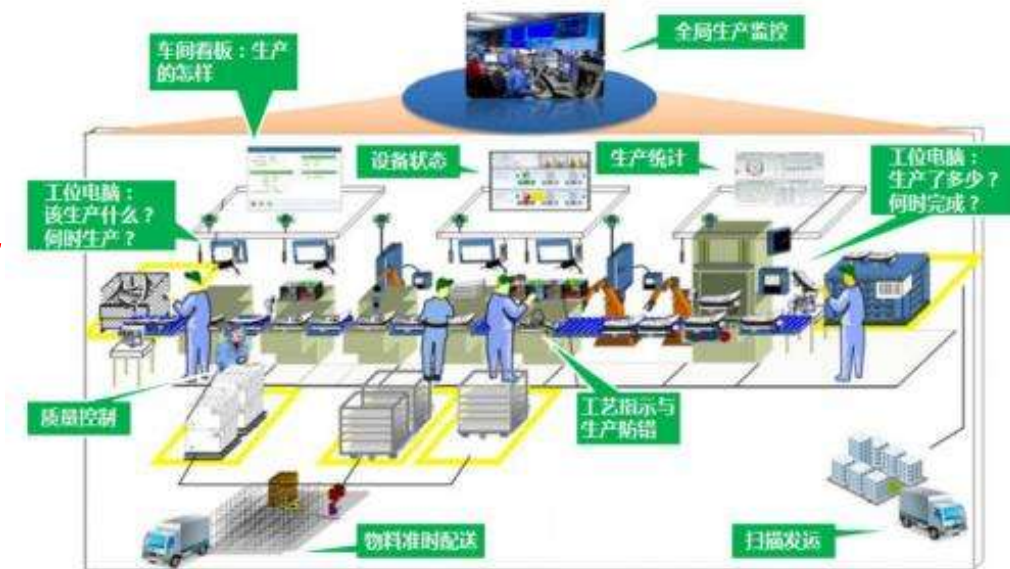 全局生产监控
车间看板：生产
的怎样
设备状态
生产统计
工位电脑：
该生产什么？
何时生产？
工位电脑：
生产了多少？
何时完成？
质量控制
工艺指示与
生产防错
物料准时配送
扫描发运